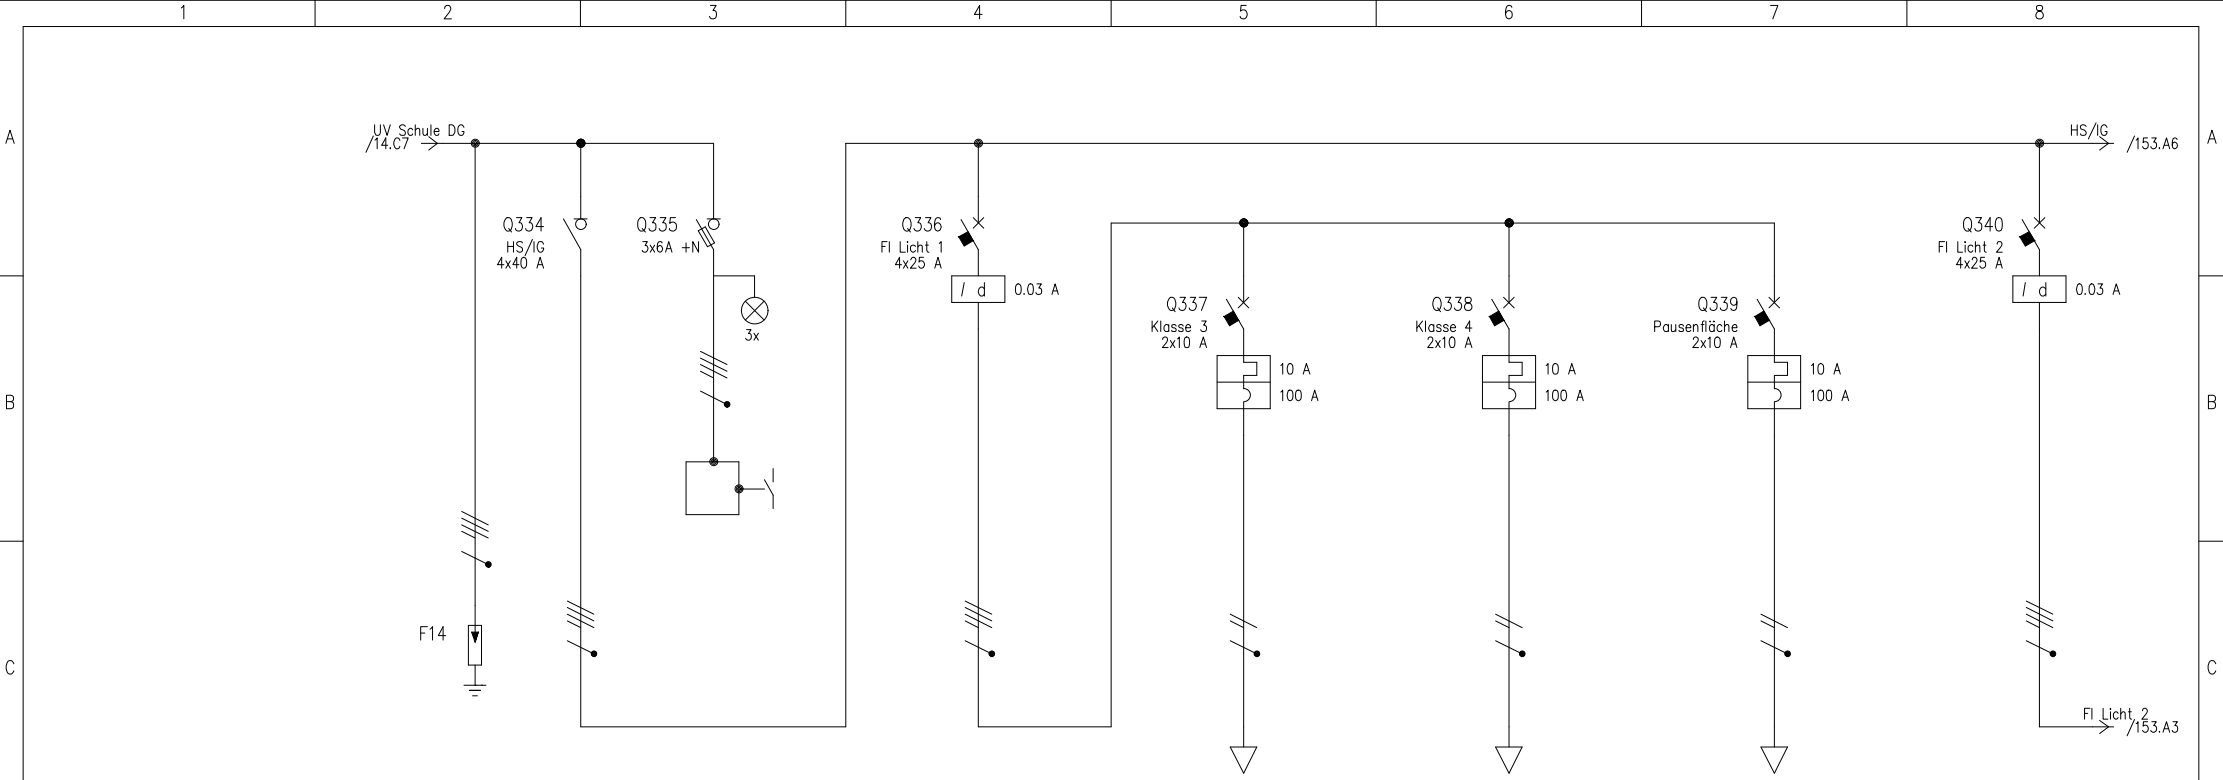 1 2 3 4 5 6 7 8
A A
UV Schule DG
/14.C7
HS/IG
/153.A6
Q334
HS/IG
4x40 A
Q335
3x6A +N
3x
Q336
FI Licht 1
4x25 A
I d 0.03 A
Q337
Klasse 3
2x10 A
10 A
100 A
Q338
Klasse 4
2x10 A
10 A
100 A
Q339
Pausenfläche
2x10 A
10 A
100 A
Q340
FI Licht 2
4x25 A
I d 0.03 A
B B
F14
C C
FI Licht 2
/153.A3